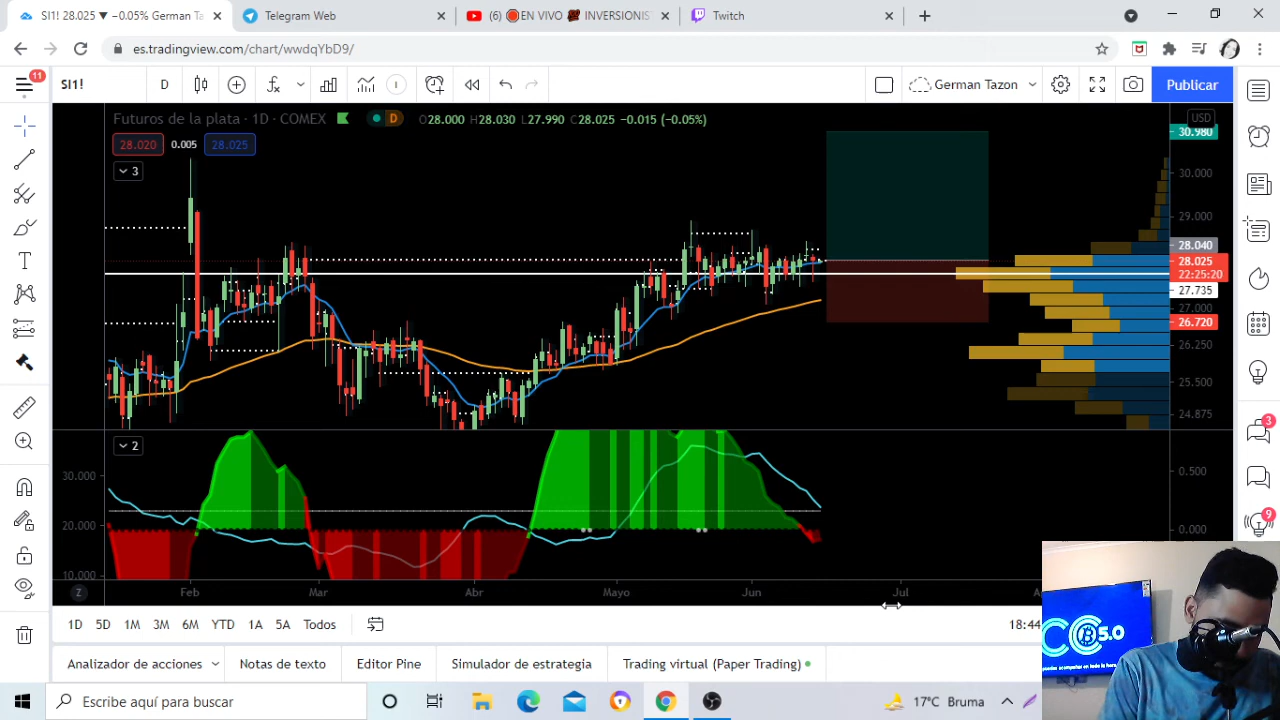 SI1! 28.025 ▼ −0.05% German Ta
Telegram Web
(6) 🔴EN VIVO INVERSIONIST
Twitch
es.tradingview.com/chart/wwdqYbD9/
11
SI1!
D
German Tazon
Publicar
Futuros de la plata · 1D · COMEX
D
O28.000 H28.030 L27.990 C28.025 −0.015 (−0.05%)
28.020
0.005
28.025
3
USD
30.980
30.000
29.000
28.040
28.025
22:25:20
27.735
27.000
26.720
26.250
25.500
24.875
2
30.000
20.000
10.000
0.500
0.000
3
9
Z
Feb
Mar
Abr
Mayo
Jun
Jul
1D
5D
1M
3M
6M
YTD
1A
5A
Todos
18:44
Analizador de acciones
Notas de texto
Editor Pine
Simulador de estrategia
Trading virtual (Paper Trading)
5.0
Escribe aquí para buscar
17°C Bruma